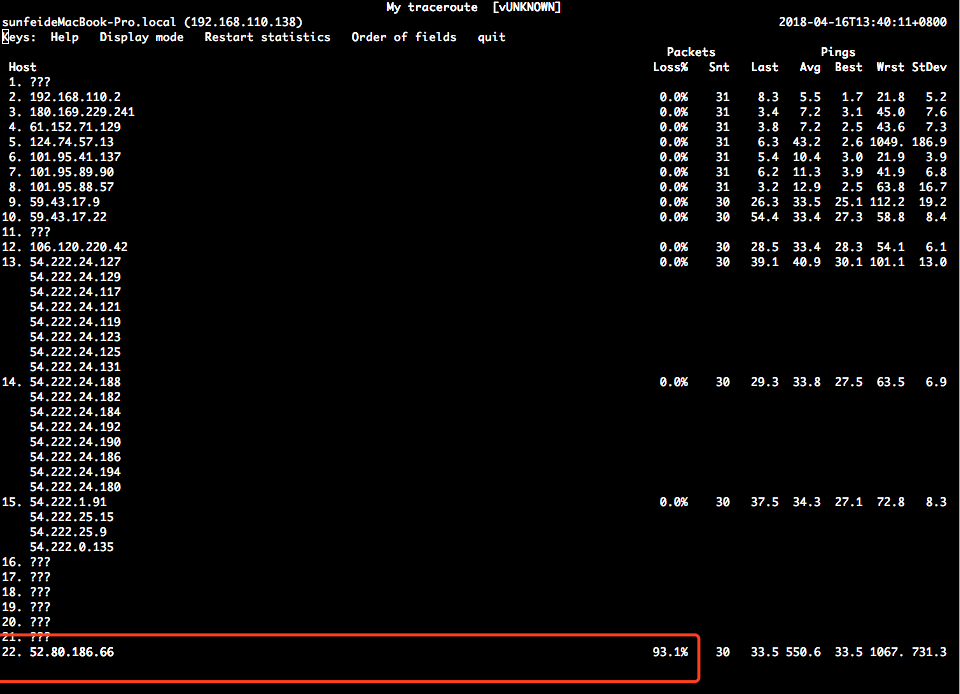 My traceroute [vUNKNOWN]
sunfeideMacBook-Pro.local (192.168.110.138) 2018-04-16T13:40:11+0800
Keys: Help Display mode Restart statistics Order of fields quit
Packets Pings
Host Loss% Snt Last Avg Best Wrst StDev
1. ???
2. 192.168.110.2 0.0% 31 8.3 5.5 1.7 21.8 5.2
3. 180.169.229.241 0.0% 31 3.4 7.2 3.1 45.0 7.6
4. 61.152.71.129 0.0% 31 3.8 7.2 2.5 43.6 7.3
5. 124.74.57.13 0.0% 31 6.3 43.2 2.6 1049. 186.9
6. 101.95.41.137 0.0% 31 5.4 10.4 3.0 21.9 3.9
7. 101.95.89.90 0.0% 31 6.2 11.3 3.9 41.9 6.8
8. 101.95.88.57 0.0% 31 3.2 12.9 2.5 63.8 16.7
9. 59.43.17.9 0.0% 30 26.3 33.5 25.1 112.2 19.2
10. 59.43.17.22 0.0% 30 54.4 33.4 27.3 58.8 8.4
11. ???
12. 106.120.220.42 0.0% 30 28.5 33.4 28.3 54.1 6.1
13. 54.222.24.127 0.0% 30 39.1 40.9 30.1 101.1 13.0
54.222.24.129
54.222.24.117
54.222.24.121
54.222.24.119
54.222.24.123
54.222.24.125
54.222.24.131
14. 54.222.24.188 0.0% 30 29.3 33.8 27.5 63.5 6.9
54.222.24.182
54.222.24.184
54.222.24.192
54.222.24.190
54.222.24.186
54.222.24.194
54.222.24.180
15. 54.222.1.91 0.0% 30 37.5 34.3 27.1 72.8 8.3
54.222.25.15
54.222.25.9
54.222.0.135
16. ???
17. ???
18. ???
19. ???
20. ???
21. ???
22. 52.80.186.66 93.1% 30 33.5 550.6 33.5 1067. 731.3